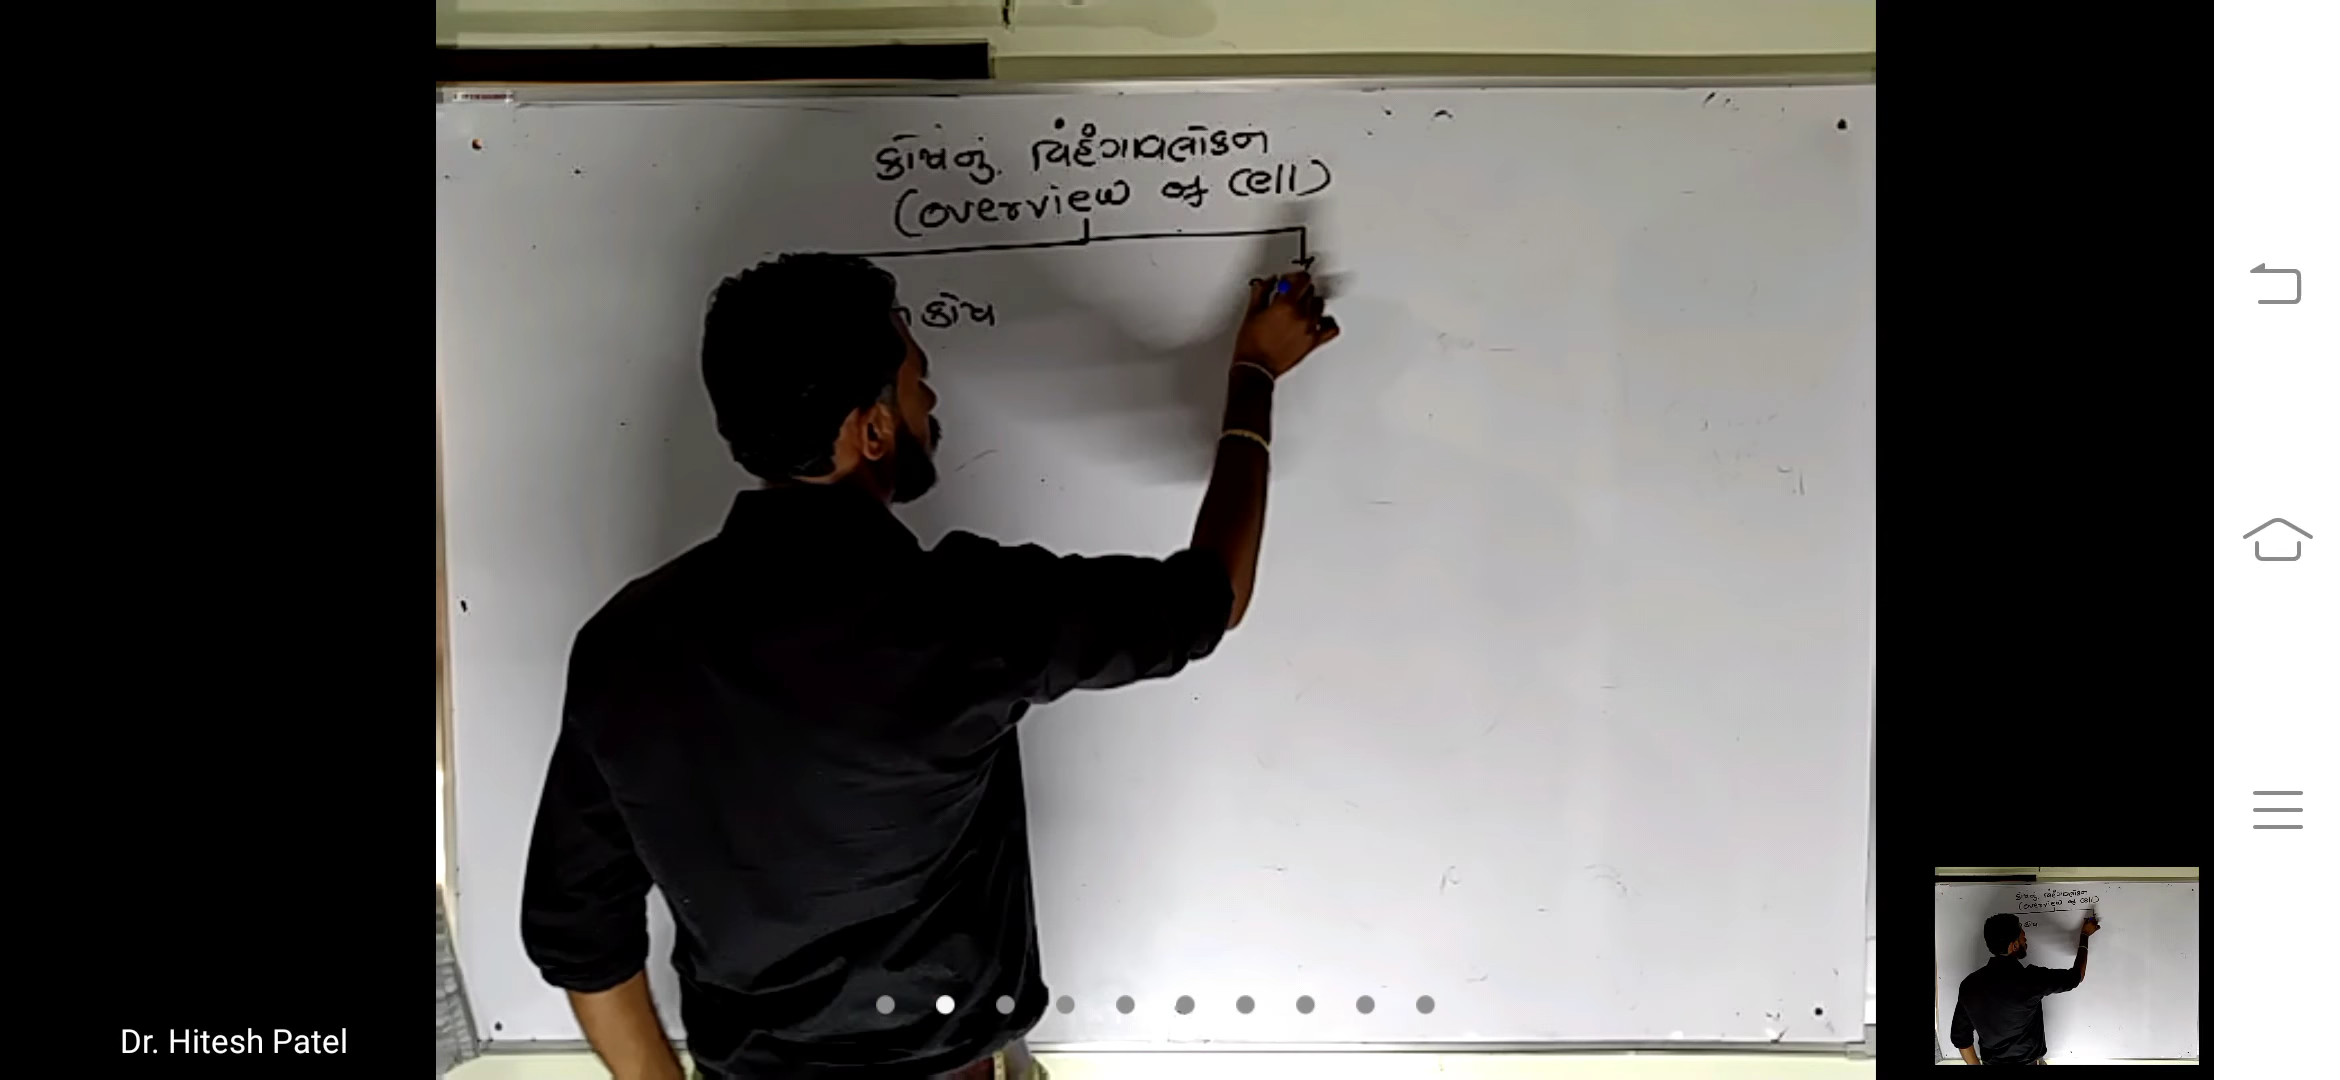 કોષનું વિહંગાવલોકન
(overview of cell)
કોષ
Dr. Hitesh Patel